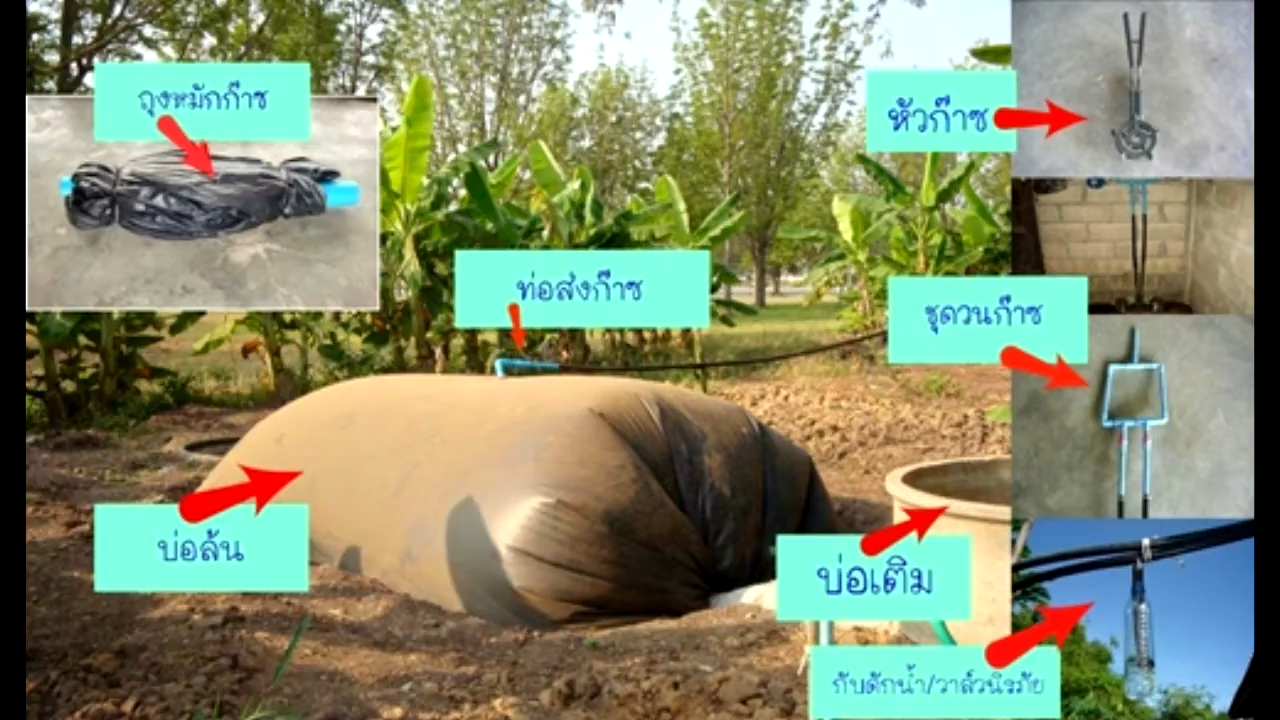 ถุงหมักก๊าซ
หัวก๊าซ
ท่อส่งก๊าซ
ชุดวนก๊าซ
บ่อล้น
บ่อเติม
กับดักน้ำ/วาล์วนิรภัย